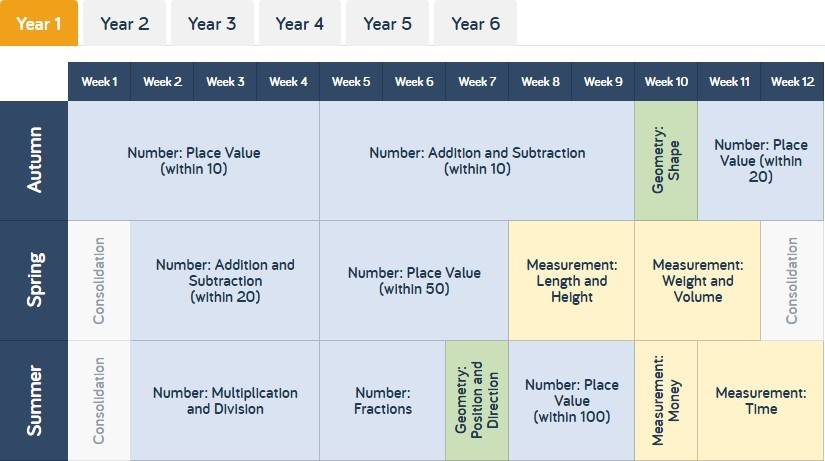 Year 1 Year 2 Year 3 Year 4 Year 5 Year 6
Week 1 Week 2 Week 3 Week 4 Week 5 Week 6 Week 7 Week 8 Week 9 Week 10 Week 11 Week 12
Autumn
Number: Place Value
(within 10)
Number: Addition and Subtraction
(within 10)
Geometry:
Shape
Number: Place
Value (within
20)
Spring
Consolidation
Number: Addition and
Subtraction
(within 20)
Number: Place Value
(within 50)
Measurement:
Length and
Height
Measurement:
Weight and
Volume
Consolidation
Summer
Consolidation
Number: Multiplication
and Division
Number:
Fractions
Geometry:
Position and
Direction
Number: Place
Value
(within 100)
Measurement:
Money
Measurement:
Time